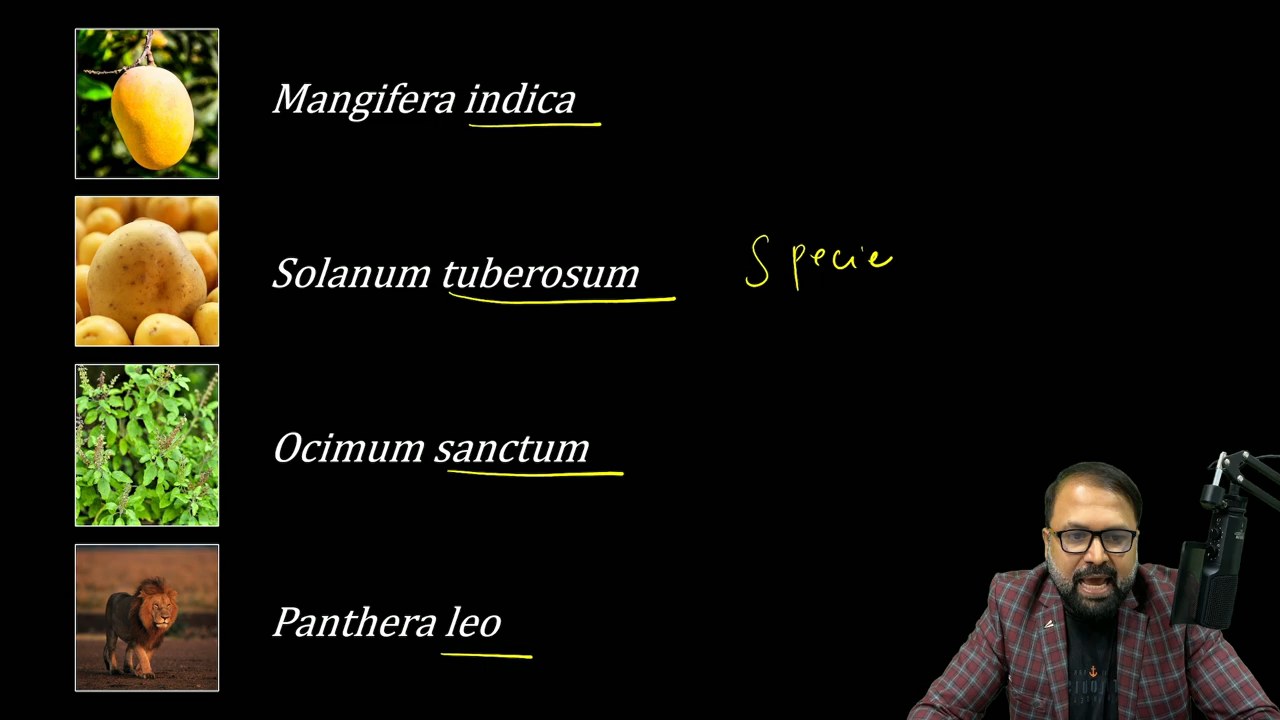 Mangifera indica
Solanum tuberosum
Specie
Ocimum sanctum
Panthera leo